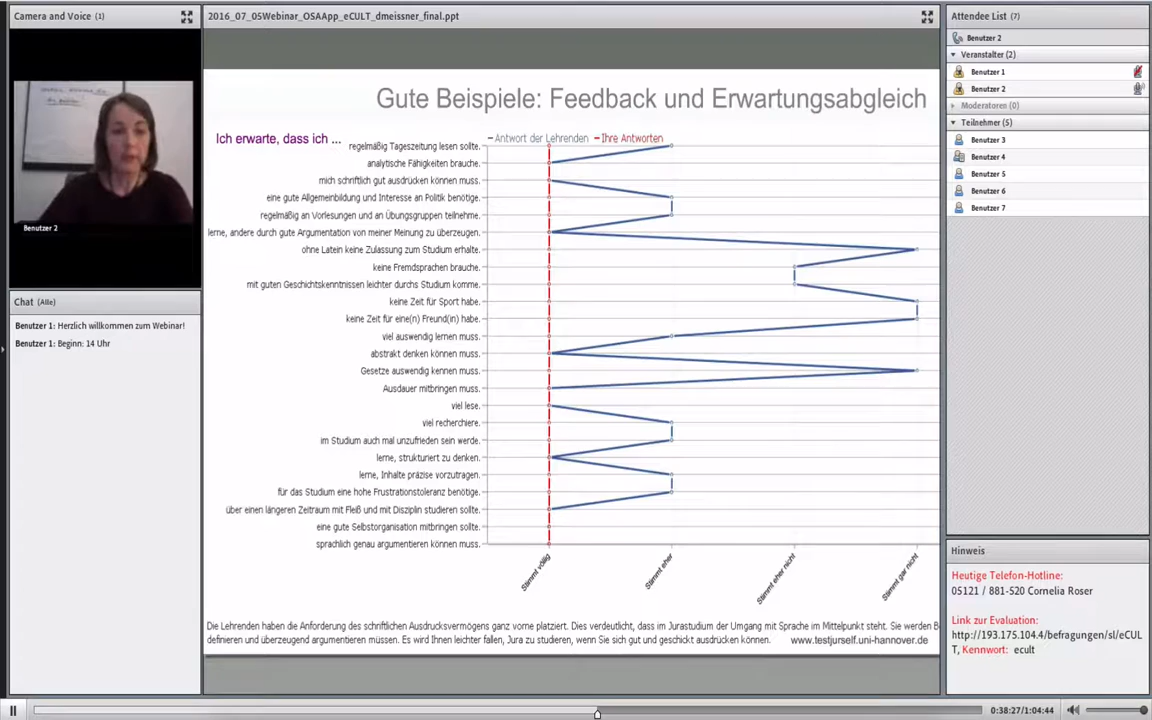 Camera and Voice (1)
Benutzer 2
Chat (Alle)
Benutzer 1: Herzlich willkommen zum Webinar!
Benutzer 1: Beginn: 14 Uhr
2016_07_05Webinar_OSAApp_eCULT_dmeissner_final.ppt
Gute Beispiele: Feedback und Erwartungsabgleich
Ich erwarte, dass ich ...
Antwort der Lehrenden
Ihre Antworten
regelmäßig Tageszeitung lesen sollte.
analytische Fähigkeiten brauche.
mich schriftlich gut ausdrücken können muss.
eine gute Allgemeinbildung und Interesse an Politik benötige.
regelmäßig an Vorlesungen und an Übungsgruppen teilnehme.
lerne, andere durch gute Argumentation von meiner Meinung zu überzeugen.
ohne Latein keine Zulassung zum Studium erhalte.
keine Fremdsprachen brauche.
mit guten Geschichtskenntnissen leichter durchs Studium komme.
keine Zeit für Sport habe.
keine Zeit für eine(n) Freund(in) habe.
viel auswendig lernen muss.
abstrakt denken können muss.
Gesetze auswendig kennen muss.
Ausdauer mitbringen muss.
viel lese.
viel recherchiere.
im Studium auch mal unzufrieden sein werde.
lerne, strukturiert zu denken.
lerne, Inhalte präzise vorzutragen.
für das Studium eine hohe Frustrationstoleranz benötige.
über einen längeren Zeitraum mit Fleiß und mit Disziplin studieren sollte.
eine gute Selbstorganisation mitbringen sollte.
sprachlich genau argumentieren können muss.
Stimmt völlig
Stimmt eher
Stimmt eher nicht
Stimmt gar nicht
Die Lehrenden haben die Anforderung des schriftlichen Ausdrucksvermögens ganz vorne platziert. Dies verdeutlicht, dass im Jurastudium der Umgang mit Sprache im Mittelpunkt steht. Sie werden B
definieren und überzeugend argumentieren müssen. Es wird Ihnen leichter fallen, Jura zu studieren, wenn Sie sich gut und geschickt ausdrücken können.
www.testjurself.uni-hannover.de
Attendee List (7)
Benutzer 2
Veranstalter (2)
Benutzer 1
Benutzer 2
Moderatoren (0)
Teilnehmer (5)
Benutzer 3
Benutzer 4
Benutzer 5
Benutzer 6
Benutzer 7
Hinweis
Heutige Telefon-Hotline:
05121 / 881-520 Cornelia Roser
Link zur Evaluation:
http://193.175.104.4/befragungen/sl/eCUL
T, Kennwort: ecult
0:38:27/1:04:44